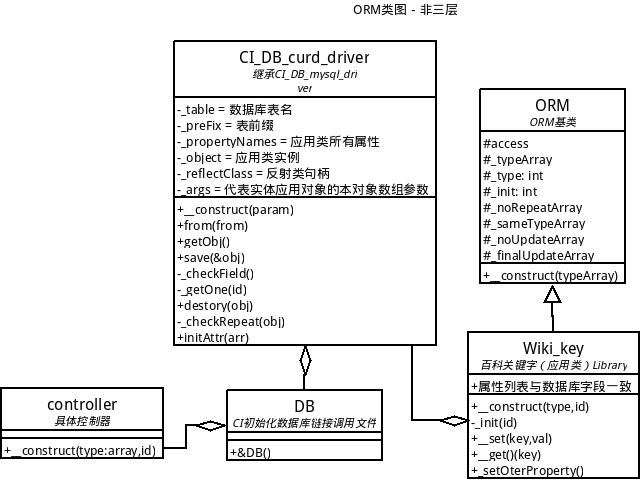 ORM类图 - 非三层
CI_DB_curd_driver
继承CI_DB_mysql_dri
ver
-_table = 数据库表名
-_preFix = 表前缀
-_propertyNames = 应用类所有属性
-_object = 应用类实例
-_reflectClass = 反射类句柄
-_args = 代表实体应用对象的本对象数组参数
+__construct(param)
+from(from)
+getObj()
+save(&obj)
-_checkField()
-_getOne(id)
+destory(obj)
-_checkRepeat(obj)
+initAttr(arr)
ORM
ORM基类
#access
#_typeArray
#_type: int
#_init: int
#_noRepeatArray
#_sameTypeArray
#_noUpdateArray
#_finalUpdateArray
+__construct(typeArray)
Wiki_key
百科关键字（应用类）Library
+属性列表与数据库字段一致
+__construct(type,id)
-_init(id)
+__set(key,val)
+__get()(key)
+_setOterProperty()
DB
CI初始化数据库链接调用文件
+&DB()
controller
具体控制器
+__construct(type:array,id)